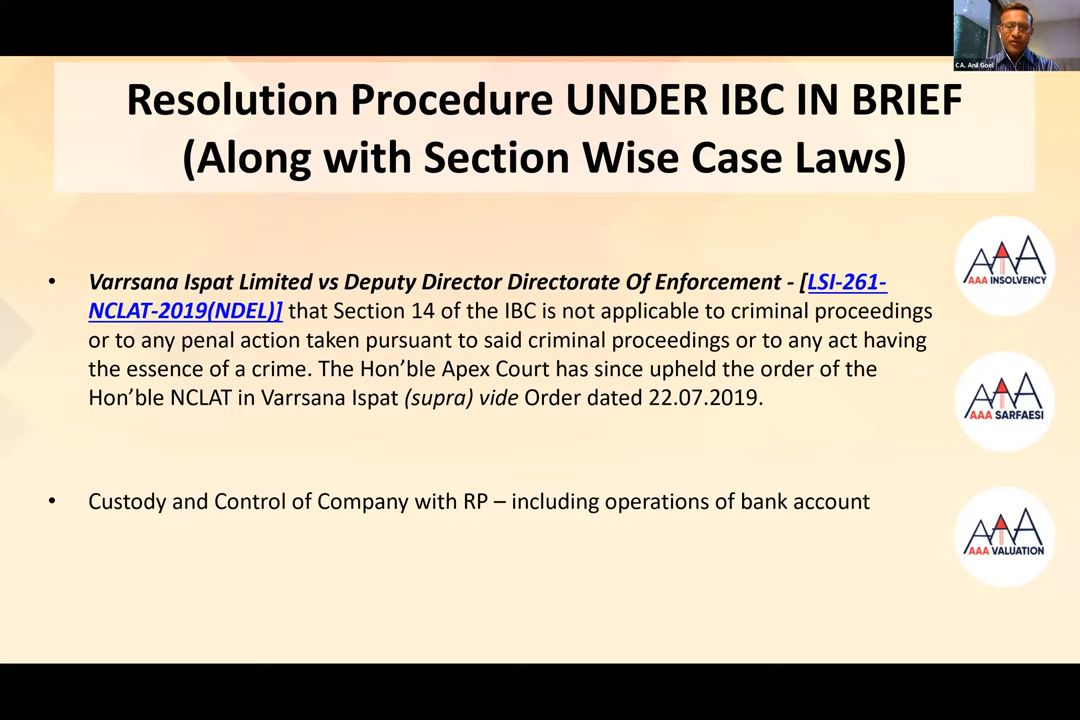 C A. Anil Goel
Resolution Procedure UNDER IBC IN BRIEF
(Along with Section Wise Case Laws)
• Varrsana Ispat Limited vs Deputy Director Directorate Of Enforcement - [LSI-261-
NCLAT-2019(NDEL)] that Section 14 of the IBC is not applicable to criminal proceedings
or to any penal action taken pursuant to said criminal proceedings or to any act having
the essence of a crime. The Hon’ble Apex Court has since upheld the order of the
Hon’ble NCLAT in Varrsana Ispat (supra) vide Order dated 22.07.2019.
• Custody and Control of Company with RP – including operations of bank account
AAA
AAA INSOLVENCY
AAA
AAA SARFAESI
AAA
AAA VALUATION